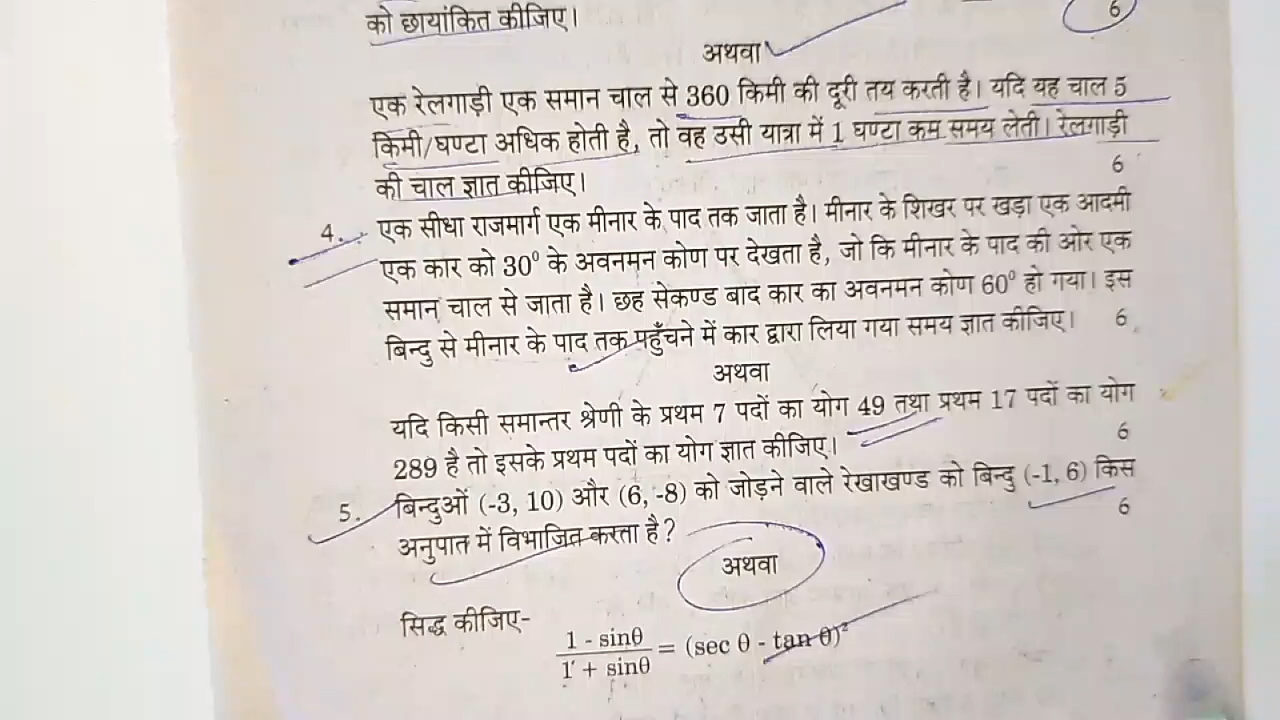 को छायांकित कीजिए।
6
अथवा
एक रेलगाड़ी एक समान चाल से 360 किमी की दूरी तय करती है। यदि यह चाल 5
किमी/घण्टा अधिक होती है, तो वह उसी यात्रा में 1 घण्टा कम समय लेती। रेलगाड़ी
की चाल ज्ञात कीजिए।
6
4. एक सीधा राजमार्ग एक मीनार के पाद तक जाता है। मीनार के शिखर पर खड़ा एक आदमी
एक कार को 30° के अवनमन कोण पर देखता है, जो कि मीनार के पाद की ओर एक
समान चाल से जाता है। छह सेकण्ड बाद कार का अवनमन कोण 60° हो गया। इस
बिन्दु से मीनार के पाद तक पहुँचने में कार द्वारा लिया गया समय ज्ञात कीजिए। 6
अथवा
यदि किसी समान्तर श्रेणी के प्रथम 7 पदों का योग 49 तथा प्रथम 17 पदों का योग
289 है तो इसके प्रथम पदों का योग ज्ञात कीजिए। 6
5. बिन्दुओं (-3, 10) और (6, -8) को जोड़ने वाले रेखाखण्ड को बिन्दु (-1, 6) किस
अनुपात में विभाजित करता है? 6
अथवा
सिद्ध कीजिए-
1 - sinθ
1 + sinθ
= (sec θ - tan θ)²